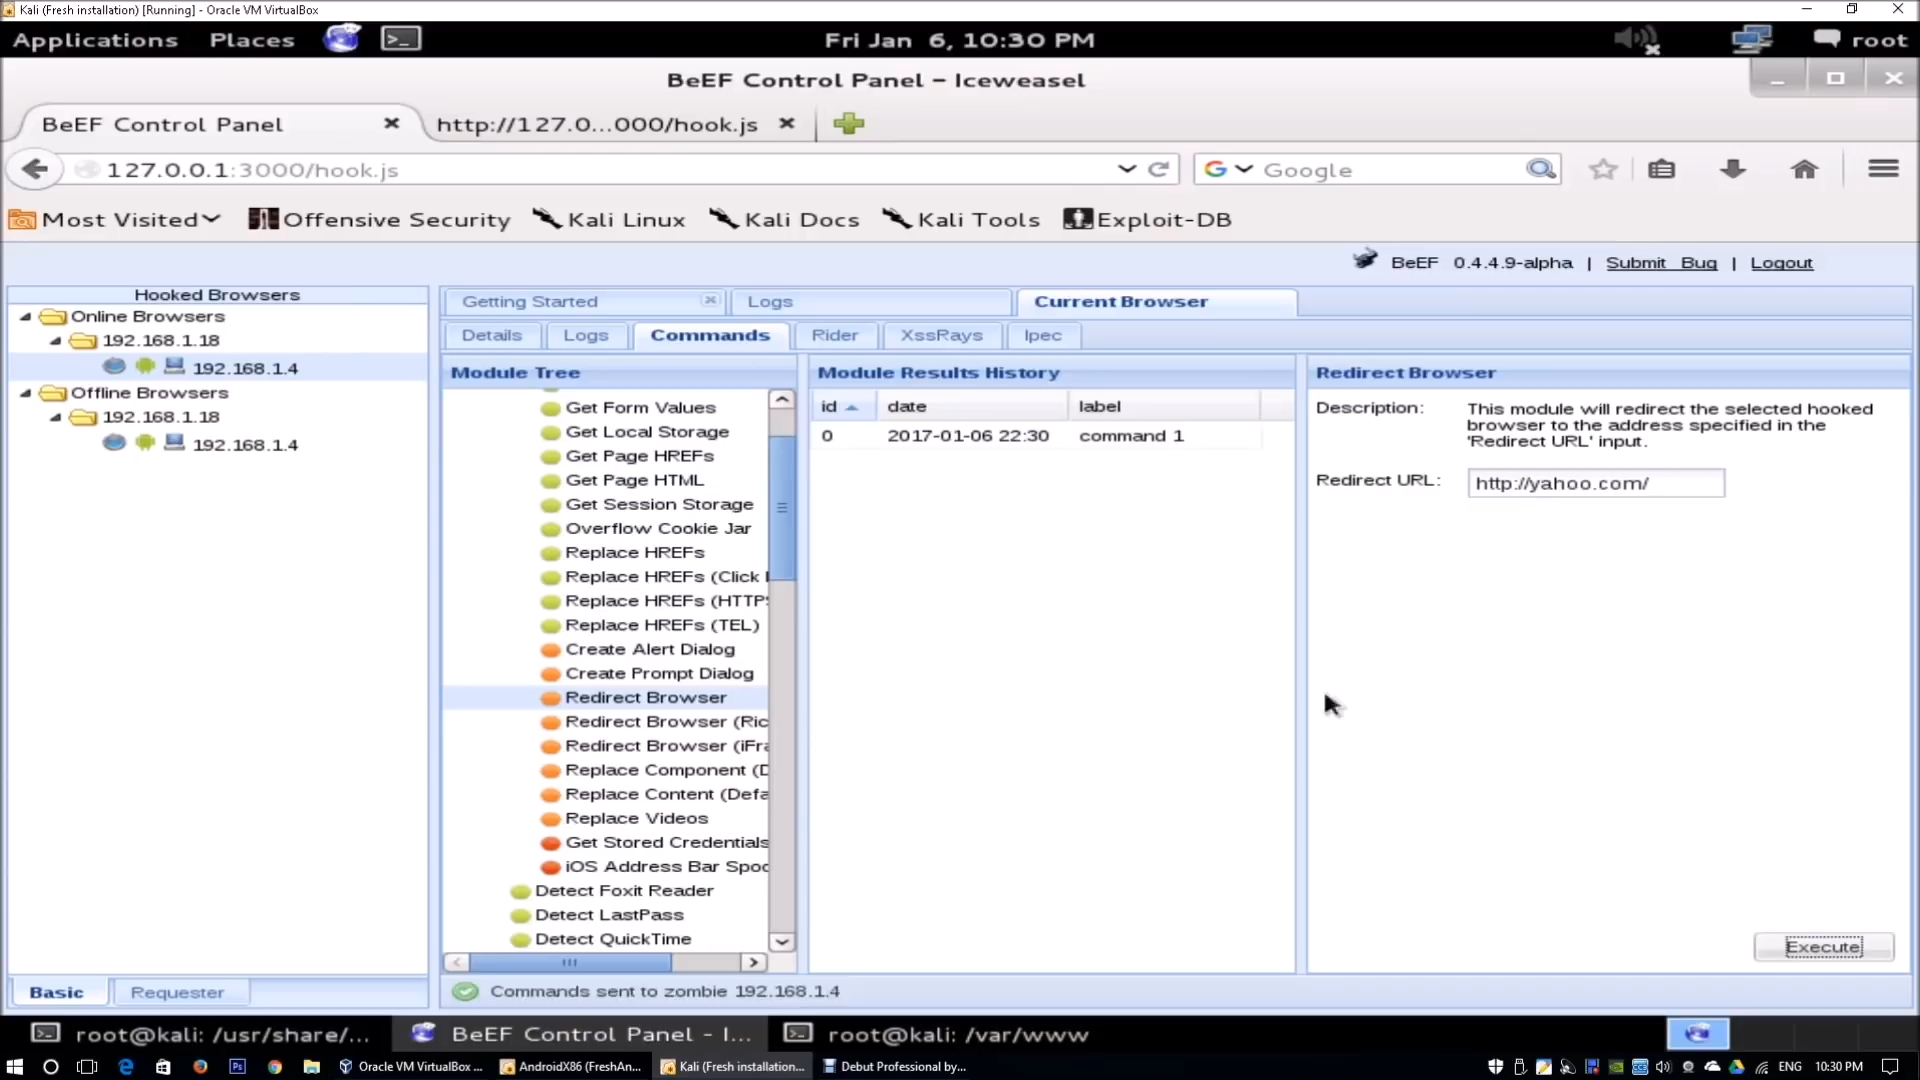 Kali (Fresh installation) [Running] - Oracle VM VirtualBox
Applications Places Fri Jan 6, 10:30 PM root
BeEF Control Panel - Iceweasel
BeEF Control Panel http://127.0...000/hook.js
127.0.0.1:3000/hook.js Google
Most Visited Offensive Security Kali Linux Kali Docs Kali Tools Exploit-DB
BeEF 0.4.4.9-alpha | Submit Bug | Logout
Hooked Browsers
Online Browsers
192.168.1.18
192.168.1.4
Offline Browsers
192.168.1.18
192.168.1.4
Basic Requester
Getting Started Logs Current Browser
Details Logs Commands Rider XssRays Ipec
Module Tree
Get Form Values
Get Local Storage
Get Page HREFs
Get Page HTML
Get Session Storage
Overflow Cookie Jar
Replace HREFs
Replace HREFs (Click
Replace HREFs (HTTPS
Replace HREFs (TEL)
Create Alert Dialog
Create Prompt Dialog
Redirect Browser
Redirect Browser (Ric
Redirect Browser (iFra
Replace Component (D
Replace Content (Defa
Replace Videos
Get Stored Credentials
iOS Address Bar Spoo
Detect Foxit Reader
Detect LastPass
Detect QuickTime
Module Results History
id date label
0 2017-01-06 22:30 command 1
Redirect Browser
Description: This module will redirect the selected hooked
browser to the address specified in the
'Redirect URL' input.
Redirect URL: http://yahoo.com/
Execute
Commands sent to zombie 192.168.1.4
root@kali: /usr/share/... BeEF Control Panel - I... root@kali: /var/www
Oracle VM VirtualBox ... AndroidX86 (FreshAn... Kali (Fresh installation... Debut Professional by... ENG 10:30 PM